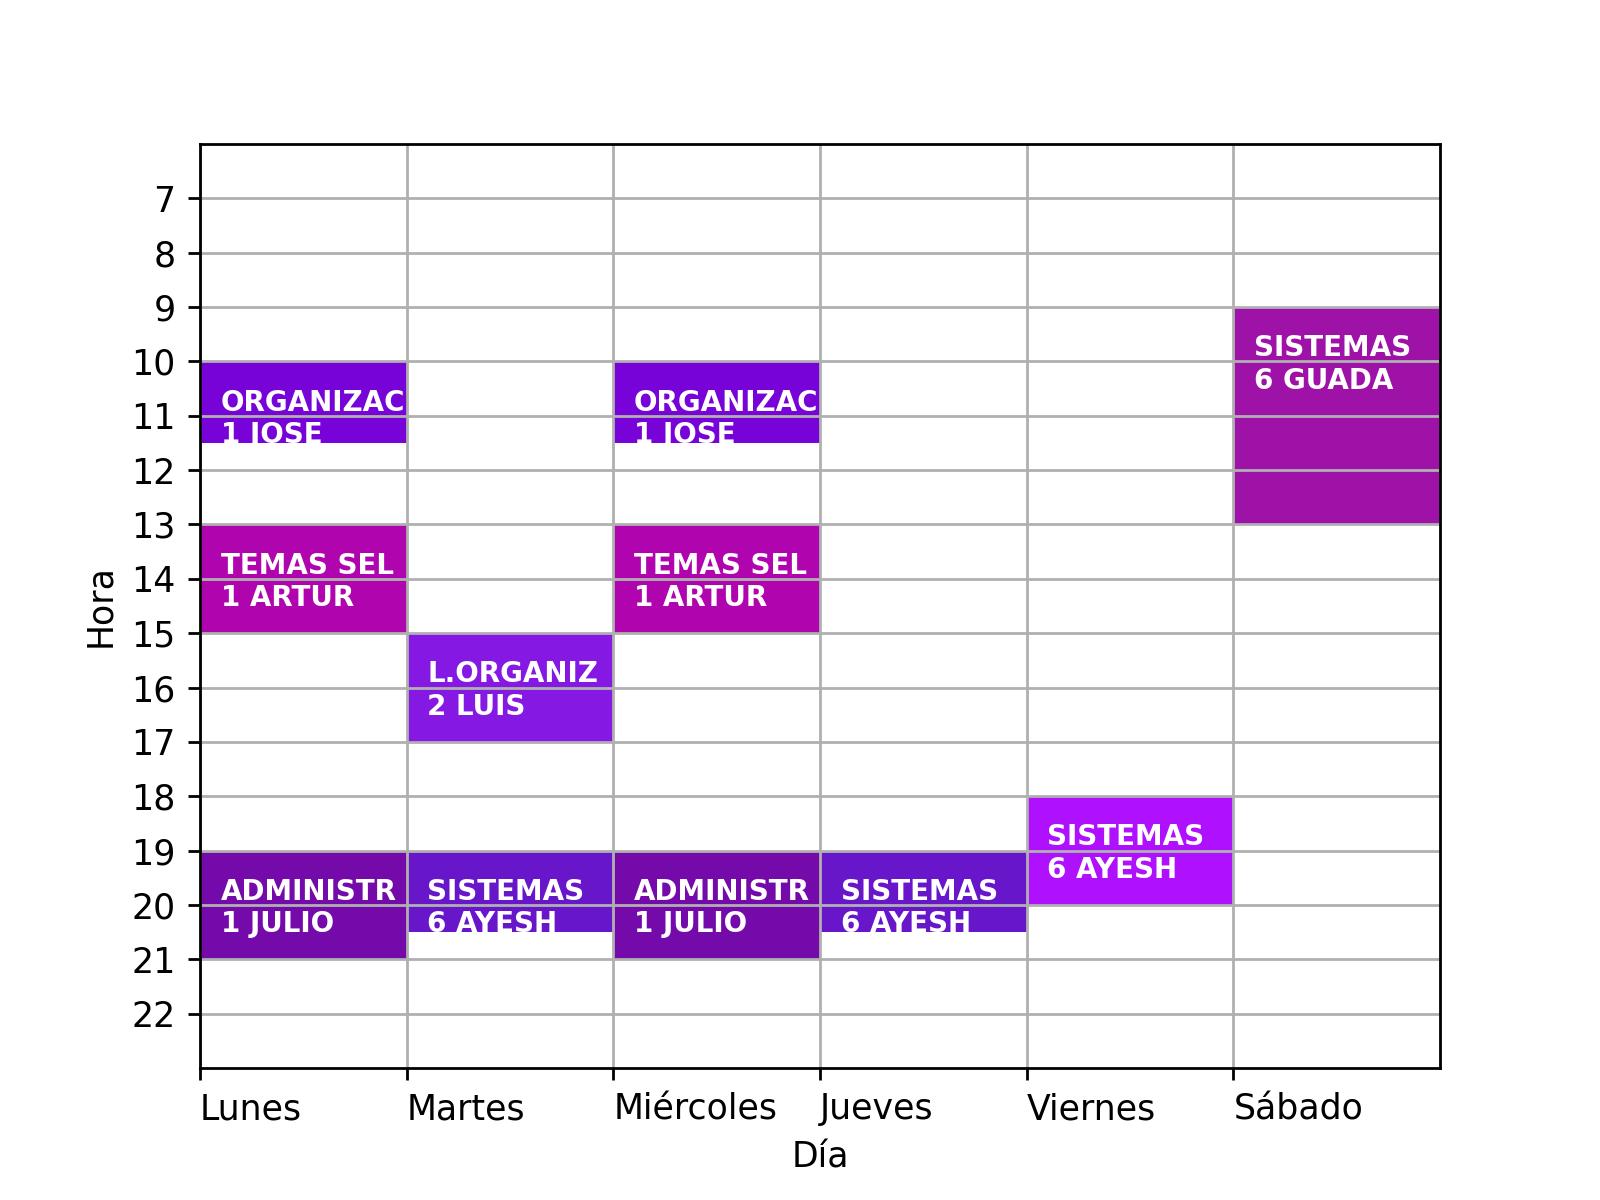 7
8
9
SISTEMAS
6 GUADA
10
ORGANIZAC
1 JOSE
ORGANIZAC
1 JOSE
11
12
13
TEMAS SEL
1 ARTUR
TEMAS SEL
1 ARTUR
14
Hora
15
L.ORGANIZ
2 LUIS
16
17
18
SISTEMAS
6 AYESH
19
ADMINISTR
1 JULIO
SISTEMAS
6 AYESH
ADMINISTR
1 JULIO
SISTEMAS
6 AYESH
20
21
22
Lunes
Martes
Miércoles
Jueves
Viernes
Sábado
Día